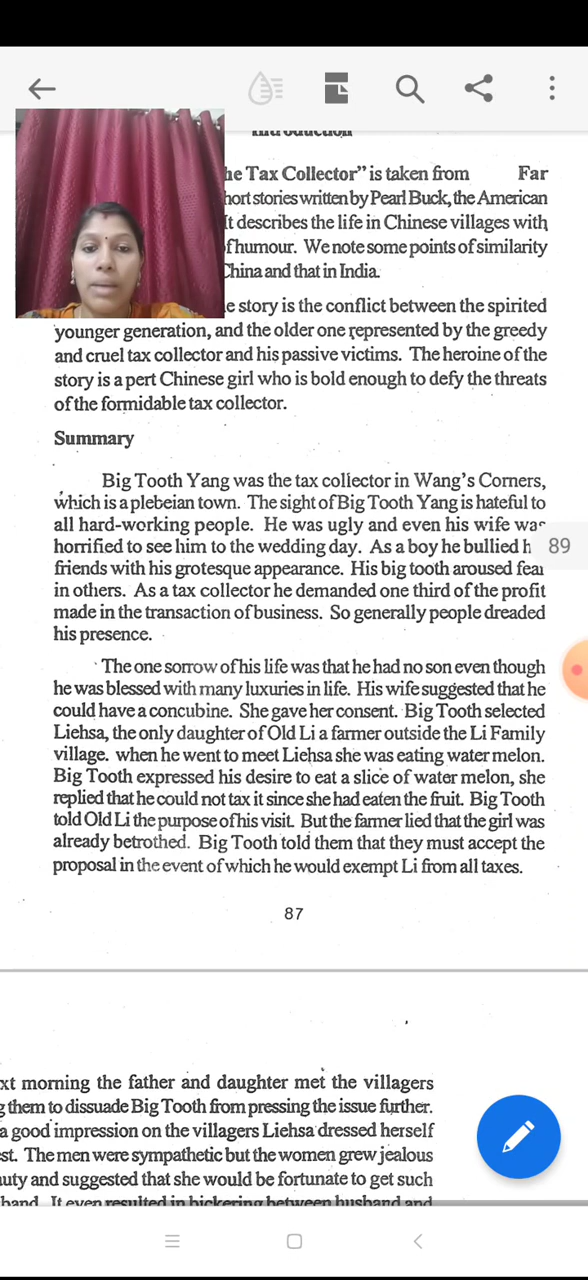 he Tax Collector” is taken from Far
hort stories written by Pearl Buck, the American
It describes the life in Chinese villages with
of humour. We note some points of similarity
China and that in India.
e story is the conflict between the spirited
younger generation, and the older one represented by the greedy
and cruel tax collector and his passive victims. The heroine of the
story is a pert Chinese girl who is bold enough to defy the threats
of the formidable tax collector.
Summary
Big Tooth Yang was the tax collector in Wang's Corners,
which is a plebeian town. The sight of Big Tooth Yang is hateful to
all hard-working people. He was ugly and even his wife was
horrified to see him to the wedding day. As a boy he bullied h
89
friends with his grotesque appearance. His big tooth aroused fear
in others. As a tax collector he demanded one third of the profit
made in the transaction of business. So generally people dreaded
his presence.
The one sorrow of his life was that he had no son even though
he was blessed with many luxuries in life. His wife suggested that he
could have a concubine. She gave her consent. Big Tooth selected
Liehsa, the only daughter of Old Li a farmer outside the Li Family
village. when he went to meet Liehsa she was eating water melon.
Big Tooth expressed his desire to eat a slice of water melon, she
replied that he could not tax it since she had eaten the fruit. Big Tooth
told Old Li the purpose of his visit. But the farmer lied that the girl was
already betrothed. Big Tooth told them that they must accept the
proposal in the event of which he would exempt Li from all taxes.
87
xt morning the father and daughter met the villagers
g them to dissuade Big Tooth from pressing the issue further.
a good impression on the villagers Liehsa dressed herself
st. The men were sympathetic but the women grew jealous
auty and suggested that she would be fortunate to get such
band. It even resulted in bickering between husband and